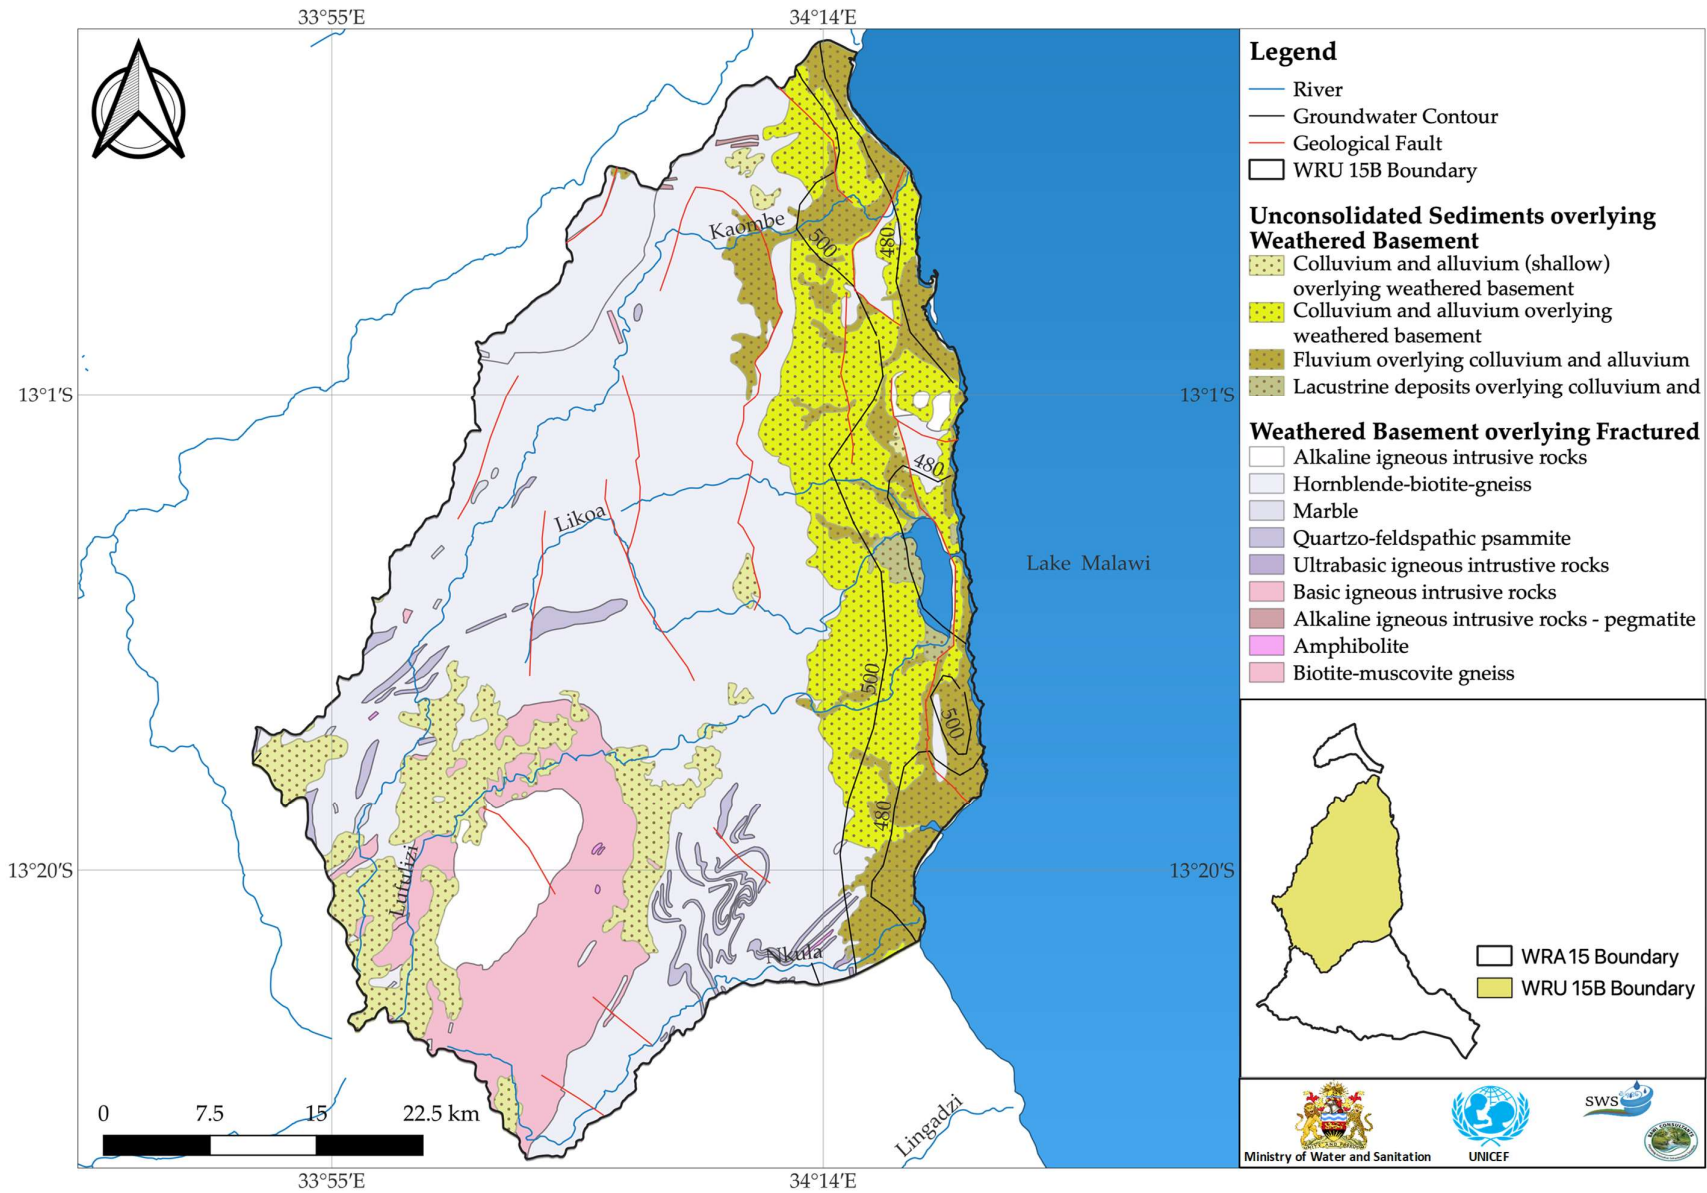 33°55'E
34°14'E
13°1'S
13°1'S
13°20'S
13°20'S
33°55'E
34°14'E
Kaombe
500
480
480
Likoa
Lake Malawi
500
500
480
Luhulizi
Nkula
Lingadzi
0 7.5 15 22.5 km
Legend
River
Groundwater Contour
Geological Fault
WRU 15B Boundary
Unconsolidated Sediments overlying
Weathered Basement
Colluvium and alluvium (shallow)
overlying weathered basement
Colluvium and alluvium overlying
weathered basement
Fluvium overlying colluvium and alluvium
Lacustrine deposits overlying colluvium and
Weathered Basement overlying Fractured
Alkaline igneous intrusive rocks
Hornblende-biotite-gneiss
Marble
Quartzo-feldspathic psammite
Ultrabasic igneous intrustive rocks
Basic igneous intrusive rocks
Alkaline igneous intrusive rocks - pegmatite
Amphibolite
Biotite-muscovite gneiss
WRA 15 Boundary
WRU 15B Boundary
Ministry of Water and Sanitation
UNICEF
SWS